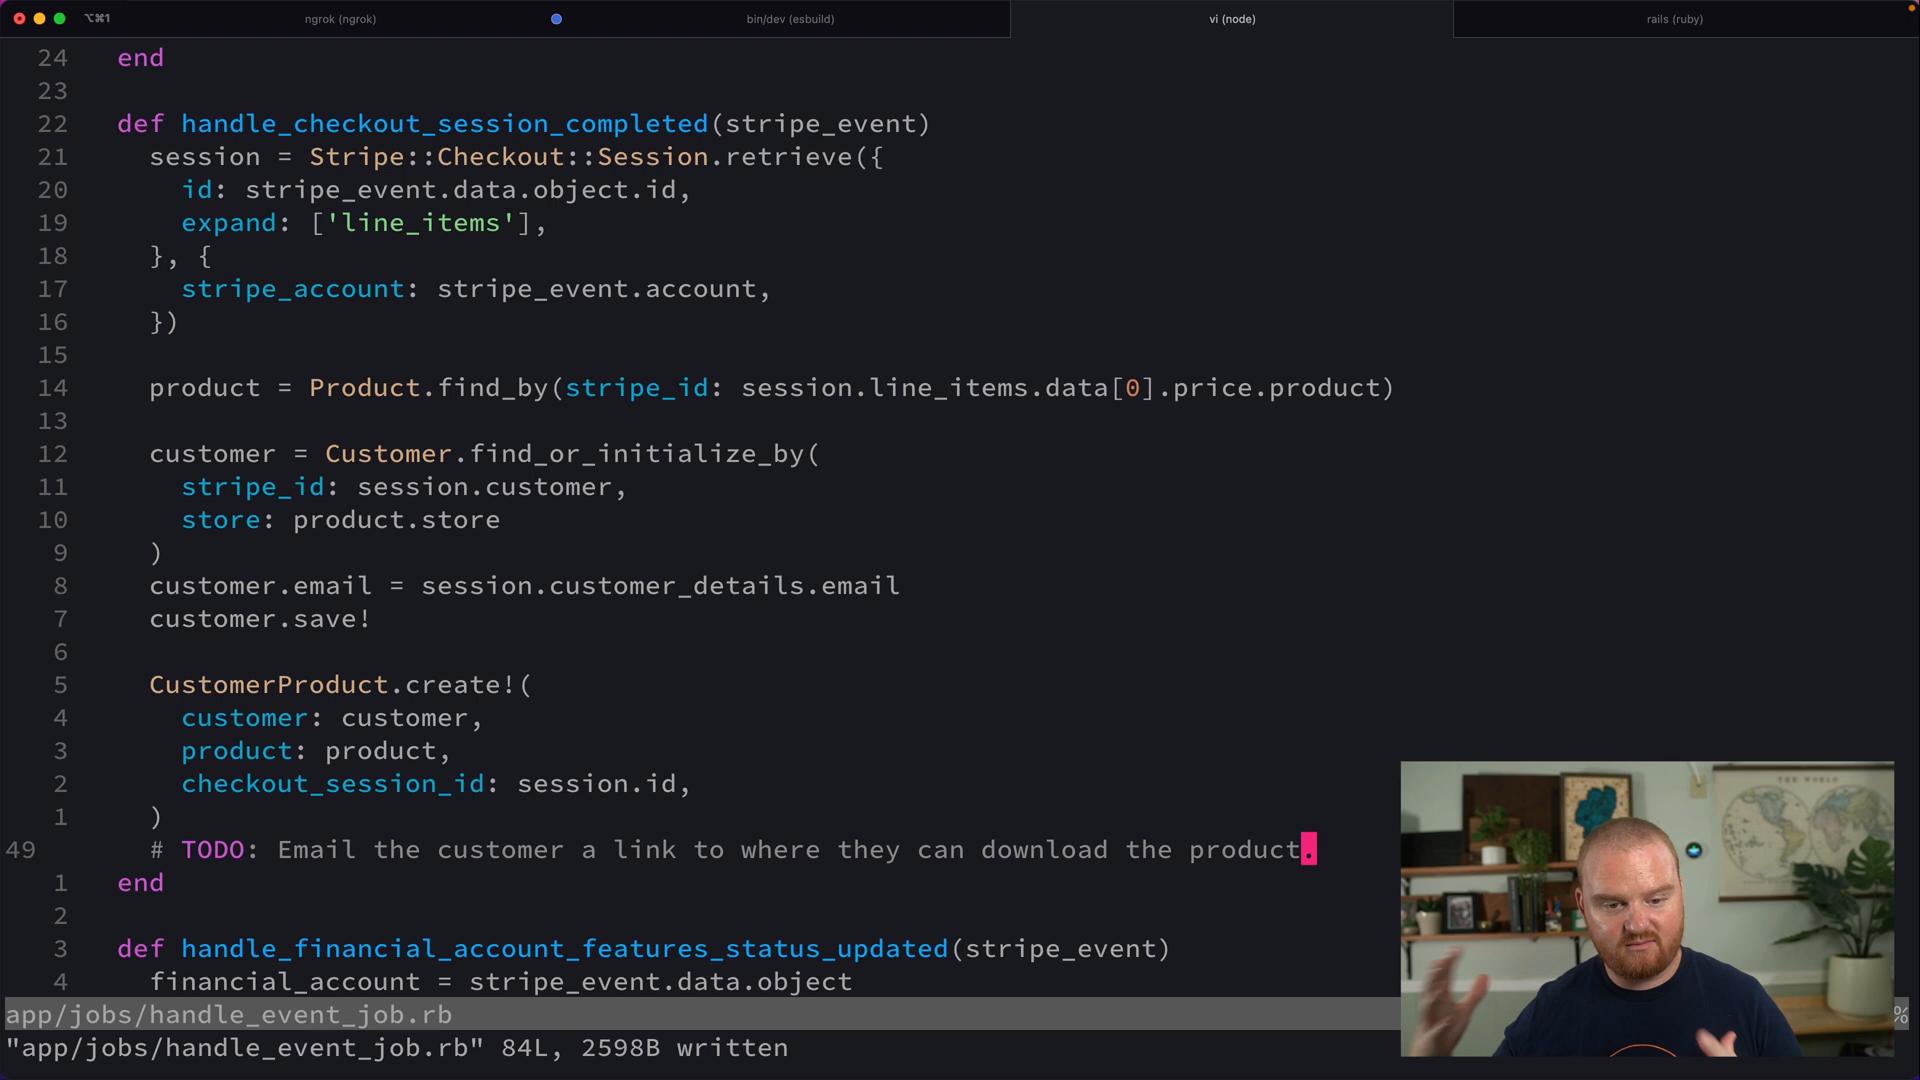 ⌥⌘1
ngrok (ngrok)
bin/dev (esbuild)
vi (node)
rails (ruby)
24 end
23
22 def handle_checkout_session_completed(stripe_event)
21 session = Stripe::Checkout::Session.retrieve({
20 id: stripe_event.data.object.id,
19 expand: ['line_items'],
18 }, {
17 stripe_account: stripe_event.account,
16 })
15
14 product = Product.find_by(stripe_id: session.line_items.data[0].price.product)
13
12 customer = Customer.find_or_initialize_by(
11 stripe_id: session.customer,
10 store: product.store
9 )
8 customer.email = session.customer_details.email
7 customer.save!
6
5 CustomerProduct.create!(
4 customer: customer,
3 product: product,
2 checkout_session_id: session.id,
1 )
49 # TODO: Email the customer a link to where they can download the product.
1 end
2
3 def handle_financial_account_features_status_updated(stripe_event)
4 financial_account = stripe_event.data.object
app/jobs/handle_event_job.rb
%
"app/jobs/handle_event_job.rb" 84L, 2598B written
THE WORLD